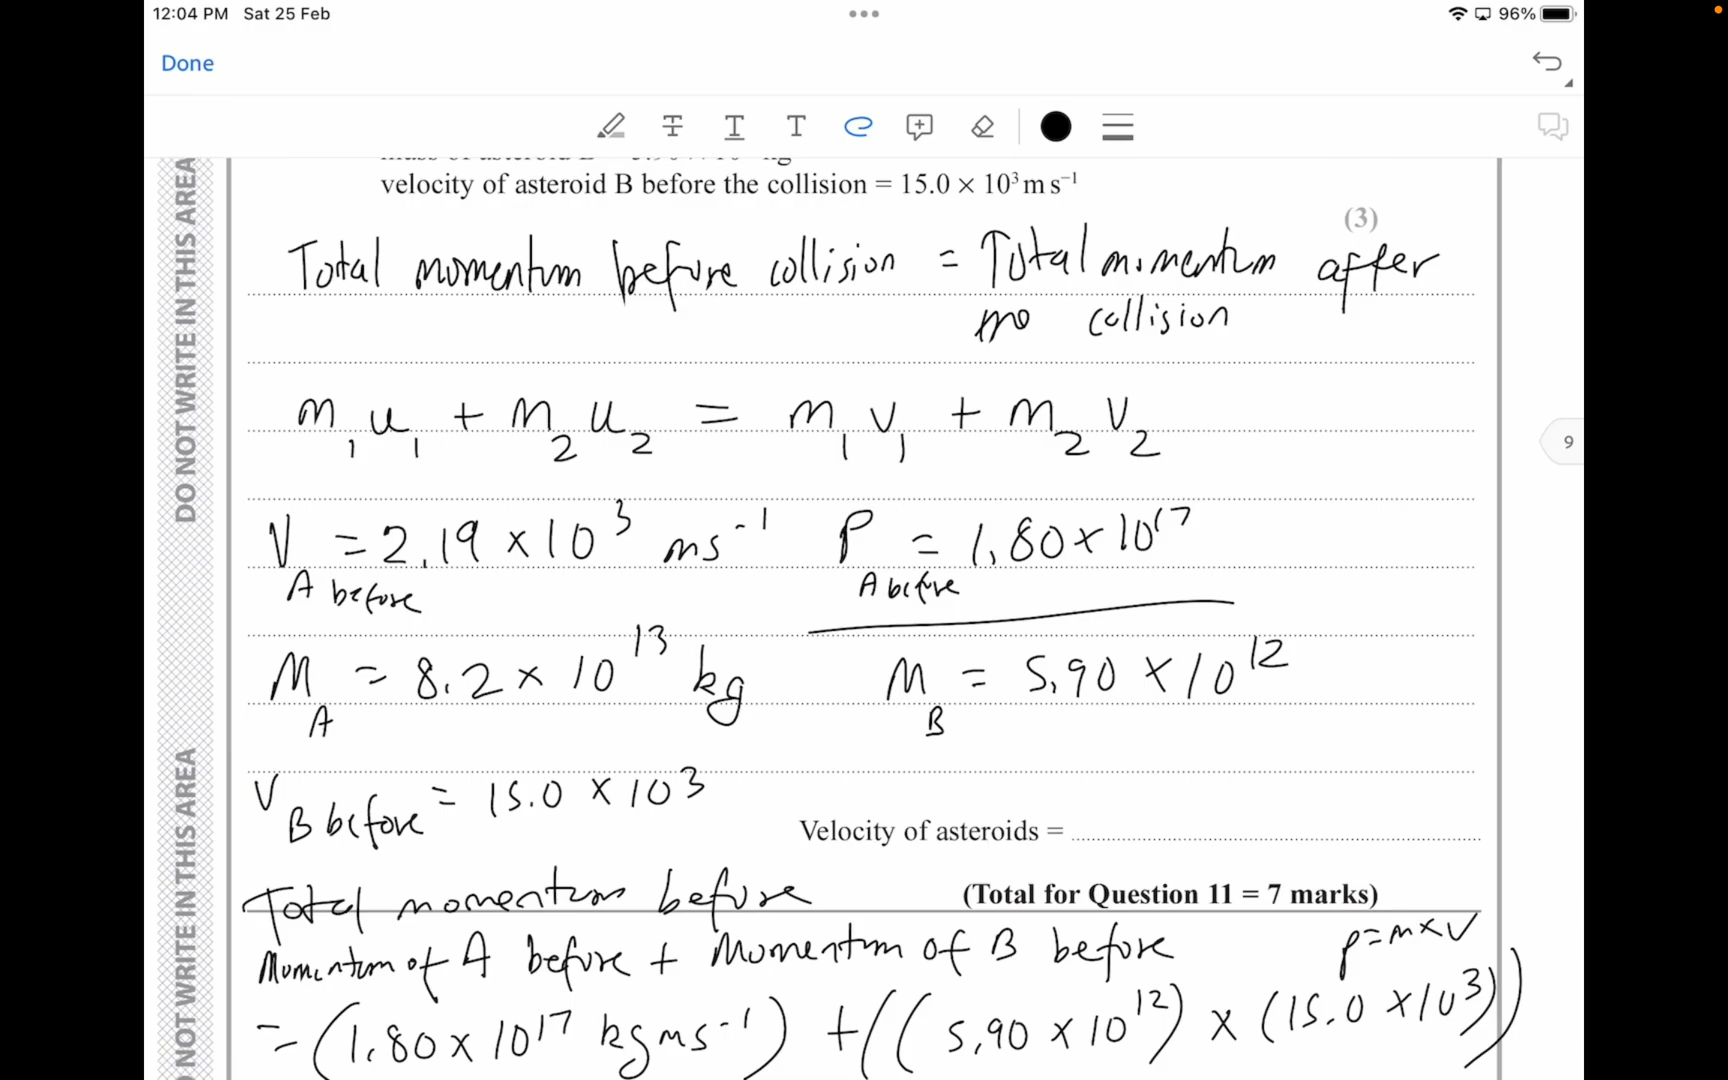 12:04 PM Sat 25 Feb
96%
Done
T T T
velocity of asteroid B before the collision = 15.0 × 10³ m s⁻¹
(3)
Total momentum before collision = Total momentum after
collision
m₁u₁ + m₂u₂ = m₁v₁ + m₂v₂
V A before = 2.19 × 10³ ms⁻¹ P A before = 1.80 × 10¹⁷
M A = 8.2 × 10¹³ kg M B = 5.90 × 10¹²
V B before = 15.0 × 10³
Velocity of asteroids =
Total momentum before
(Total for Question 11 = 7 marks)
Momentum of A before + Momentum of B before
p = m × v
= (1.80 × 10¹⁷ kg ms⁻¹) + ((5.90 × 10¹²) × (15.0 × 10³))
DO NOT WRITE IN THIS AREA
NOT WRITE IN THIS AREA
9